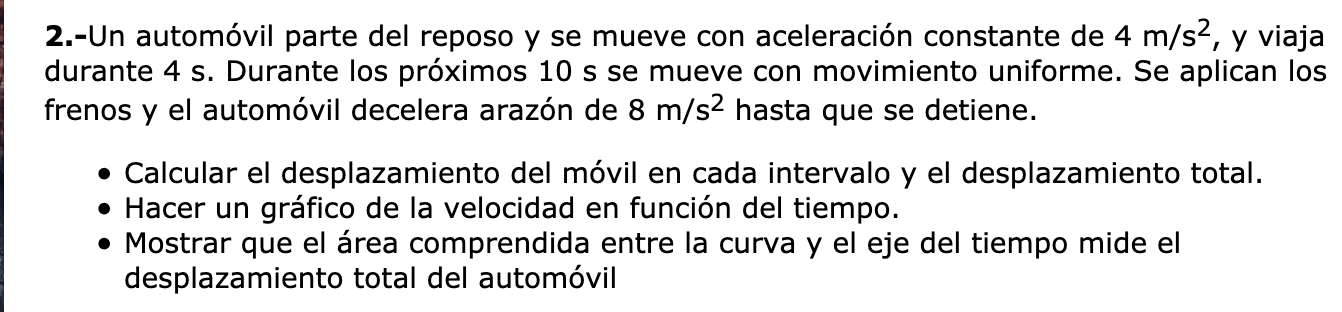 2.-Un automóvil parte del reposo y se mueve con aceleración constante de 4 m/s², y viaja
durante 4 s. Durante los próximos 10 s se mueve con movimiento uniforme. Se aplican los
frenos y el automóvil decelera arazón de 8 m/s² hasta que se detiene.
• Calcular el desplazamiento del móvil en cada intervalo y el desplazamiento total.
• Hacer un gráfico de la velocidad en función del tiempo.
• Mostrar que el área comprendida entre la curva y el eje del tiempo mide el
desplazamiento total del automóvil